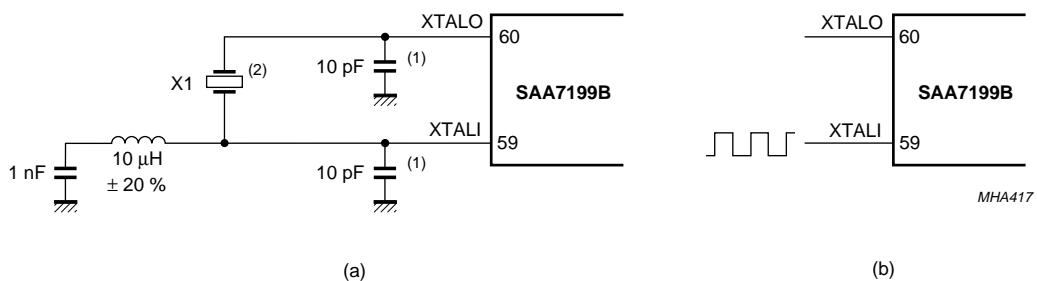 XTALO
60
(1)
10 pF
X1
(2)
SAA7199B
XTALI
59
10 μH
± 20 %
1 nF
10 pF
(1)
(a)
XTALO
60
SAA7199B
XTALI
59
MHA417
(b)